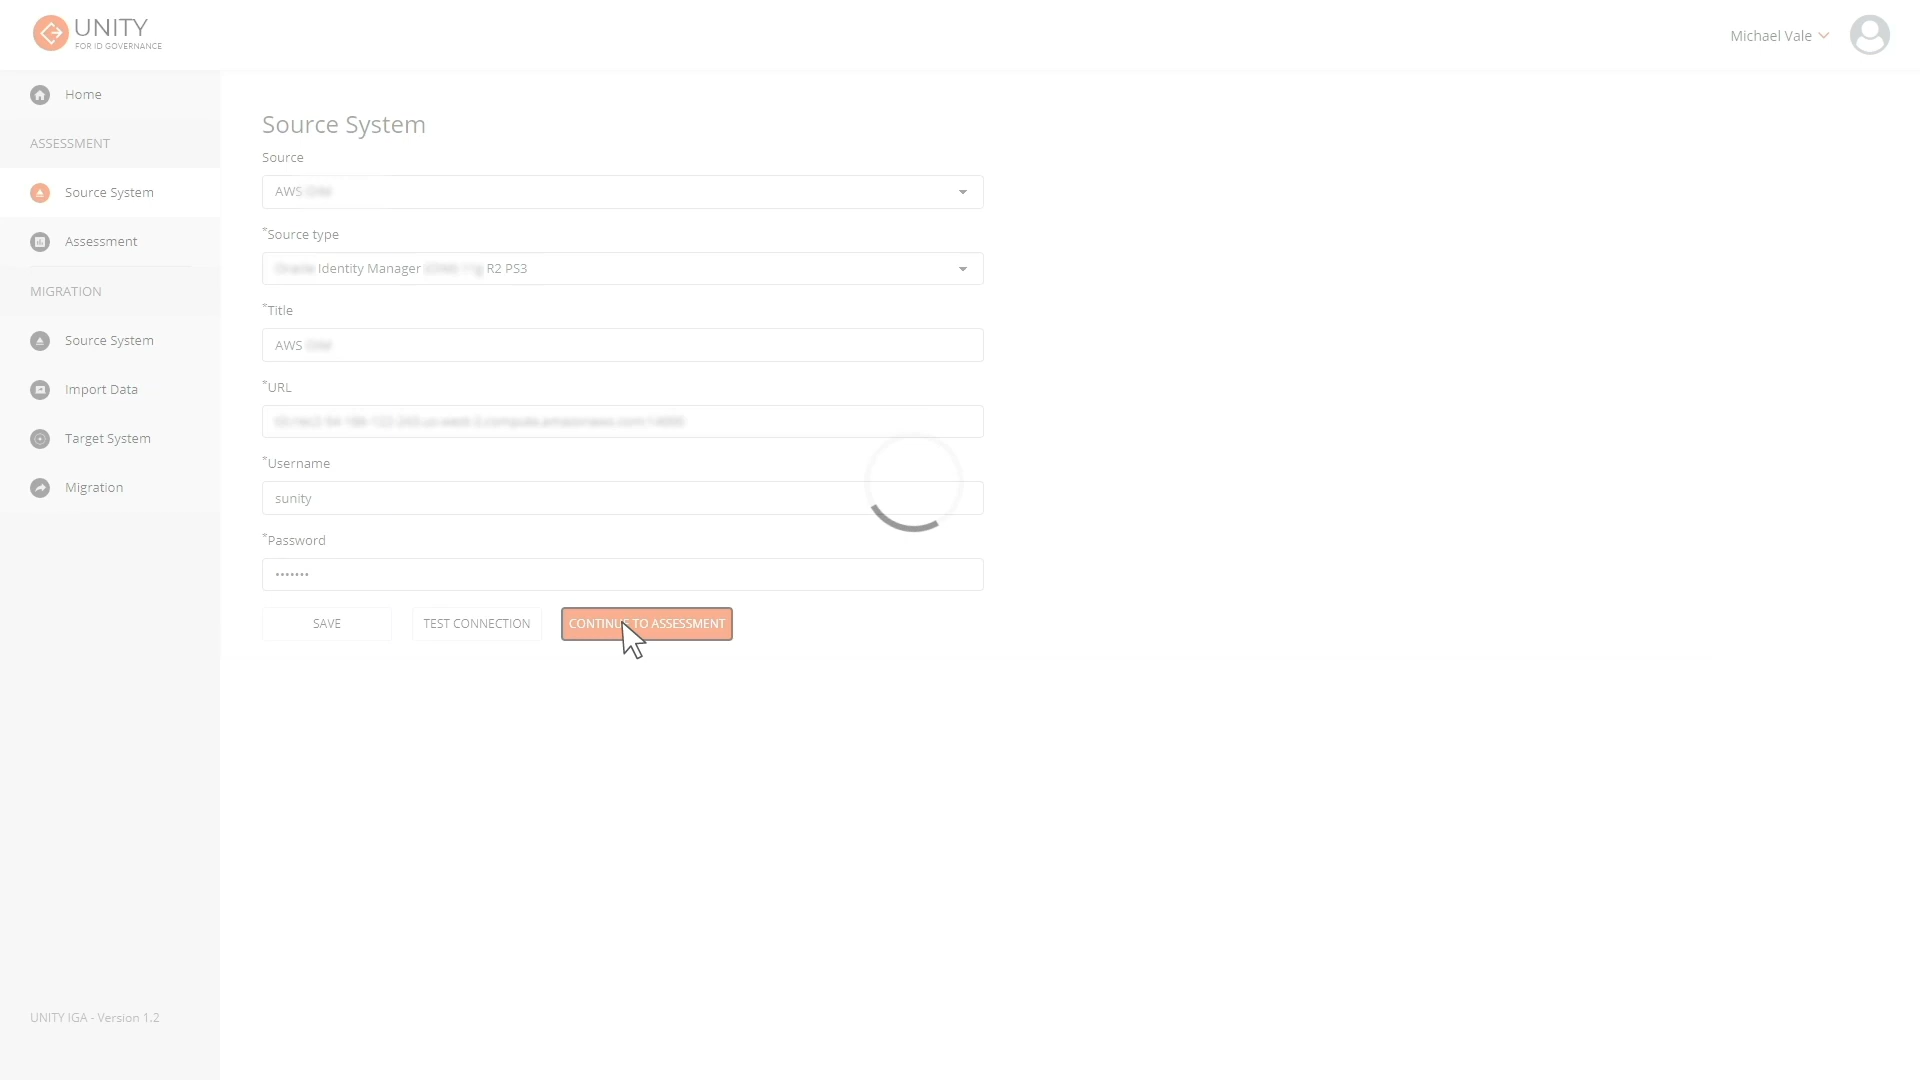 UNITY
FOR ID GOVERNANCE
Michael Vale
Home
ASSESSMENT
Source System
Assessment
MIGRATION
Source System
Import Data
Target System
Migration
UNITY IGA - Version 1.2
Source System
Source
AWS
*Source type
Identity Manager R2 PS3
*Title
AWS
*URL
*Username
sunity
*Password
•••••••
SAVE
TEST CONNECTION
CONTINUE TO ASSESSMENT